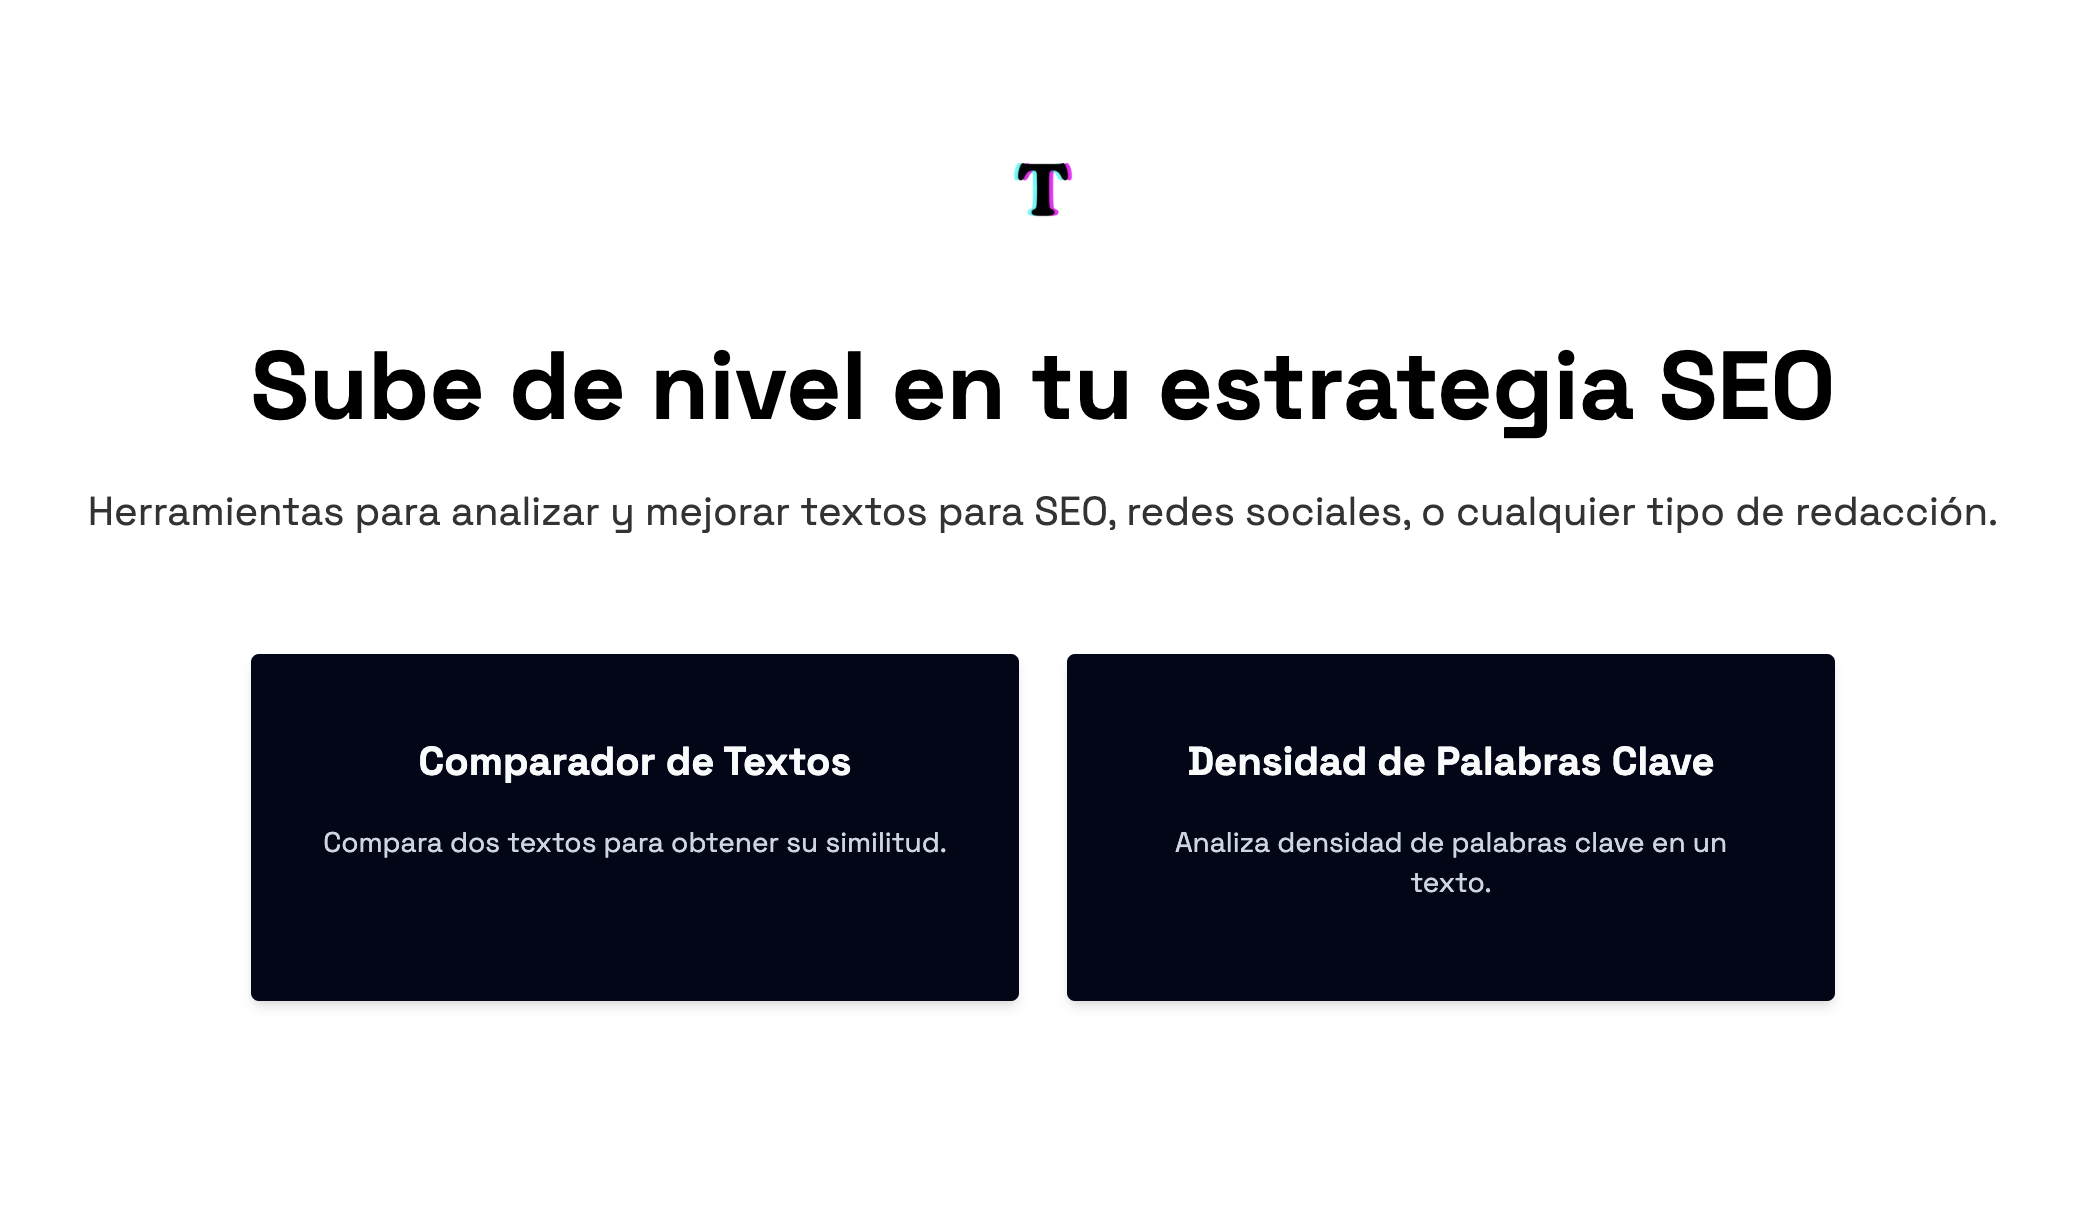 T
Sube de nivel en tu estrategia SEO
Herramientas para analizar y mejorar textos para SEO, redes sociales, o cualquier tipo de redacción.
Comparador de Textos
Compara dos textos para obtener su similitud.
Densidad de Palabras Clave
Analiza densidad de palabras clave en un
texto.